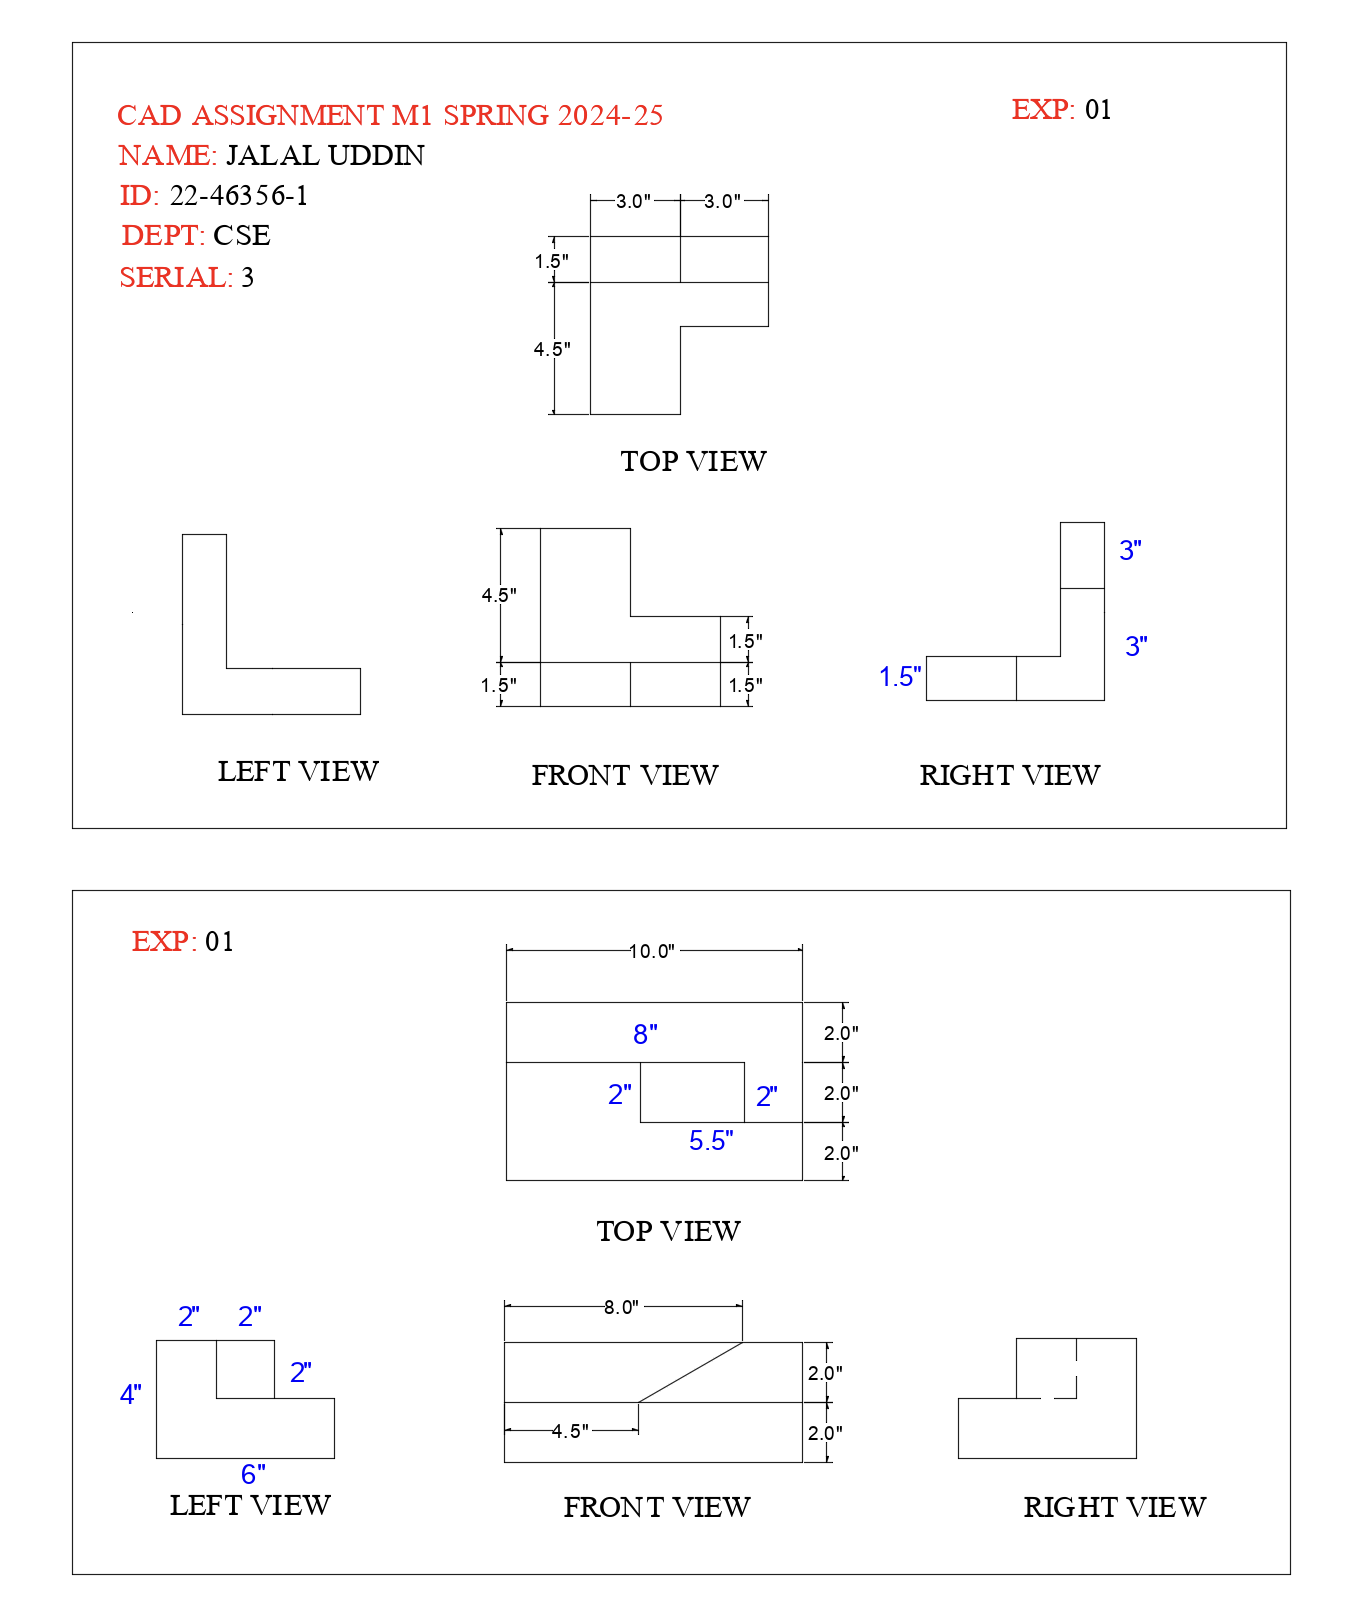 CAD ASSIGNMENT M1 SPRING 2024-25
EXP: 01
NAME: JALAL UDDIN
ID: 22-46356-1
DEPT: CSE
SERIAL: 3
3.0" 3.0"
1.5"
4.5"
TOP VIEW
4.5"
1.5"
1.5"
1.5"
3"
3"
1.5"
LEFT VIEW
FRONT VIEW
RIGHT VIEW
EXP: 01
10.0"
8"
2.0"
2" 2"
2.0"
5.5"
2.0"
TOP VIEW
2" 2"
2"
4"
6"
LEFT VIEW
8.0"
2.0"
4.5"
2.0"
FRONT VIEW
RIGHT VIEW